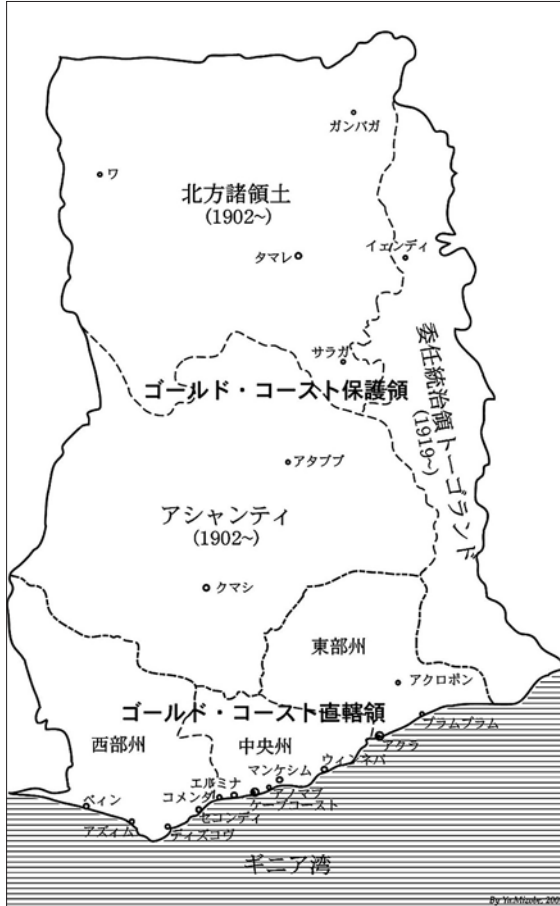 ガンバガ
ワ
北方諸領土
(1902~)
タマレ
イェンディ
サラガ
委任統治領トーゴランド
(1919~)
ゴールド・コースト保護領
アタブブ
アシャンティ
(1902~)
クマシ
東部州
アクロポン
ゴールド・コースト直轄領
プラムプラム
西部州
中央州
アクラ
マンケシム
ウィンネバ
エルミナ
アノマブ
コメンダ
ケープコースト
ベイン
セコンディ
アズィム
ディズコヴ
ギニア湾